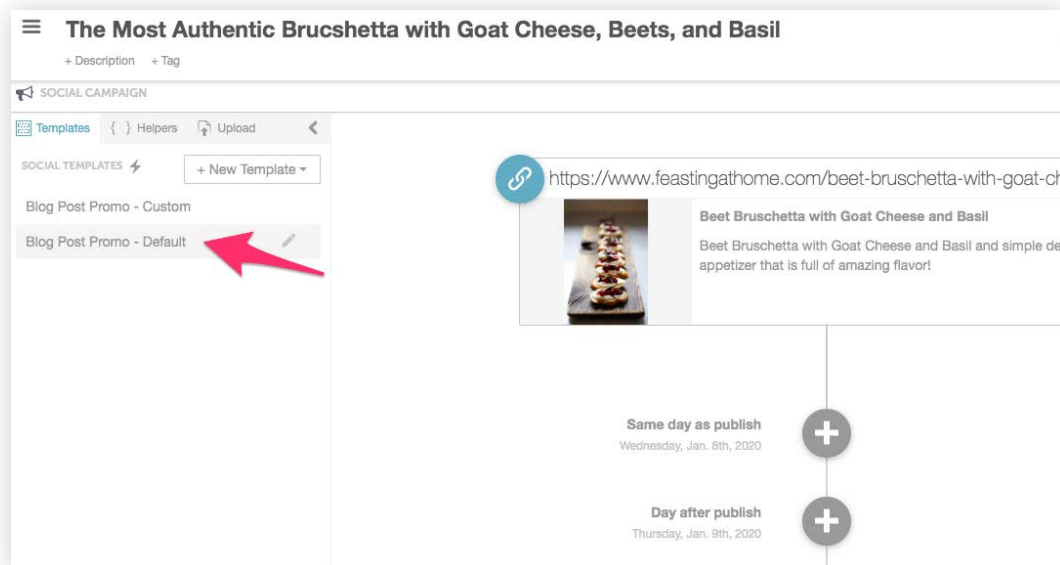 The Most Authentic Brucshetta with Goat Cheese, Beets, and Basil
+ Description + Tag
SOCIAL CAMPAIGN
Templates { } Helpers Upload
SOCIAL TEMPLATES + New Template
Blog Post Promo - Custom
Blog Post Promo - Default
https://www.feastingathome.com/beet-bruschetta-with-goat-ch
Beet Bruschetta with Goat Cheese and Basil
Beet Bruschetta with Goat Cheese and Basil and simple de
appetizer that is full of amazing flavor!
Same day as publish
Wednesday, Jan. 8th, 2020
Day after publish
Thursday, Jan. 9th, 2020